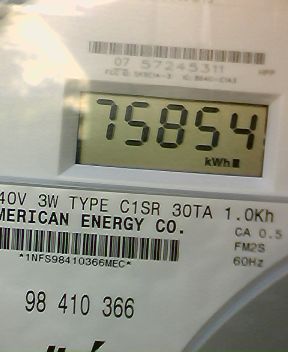 07 57245311
75854
kWh
40V 3W TYPE C1SR 30TA 1.0Kh
MERICAN ENERGY CO.
CA 0.5
FM2S
60Hz
*1NFS98410366MEC*
98 410 366